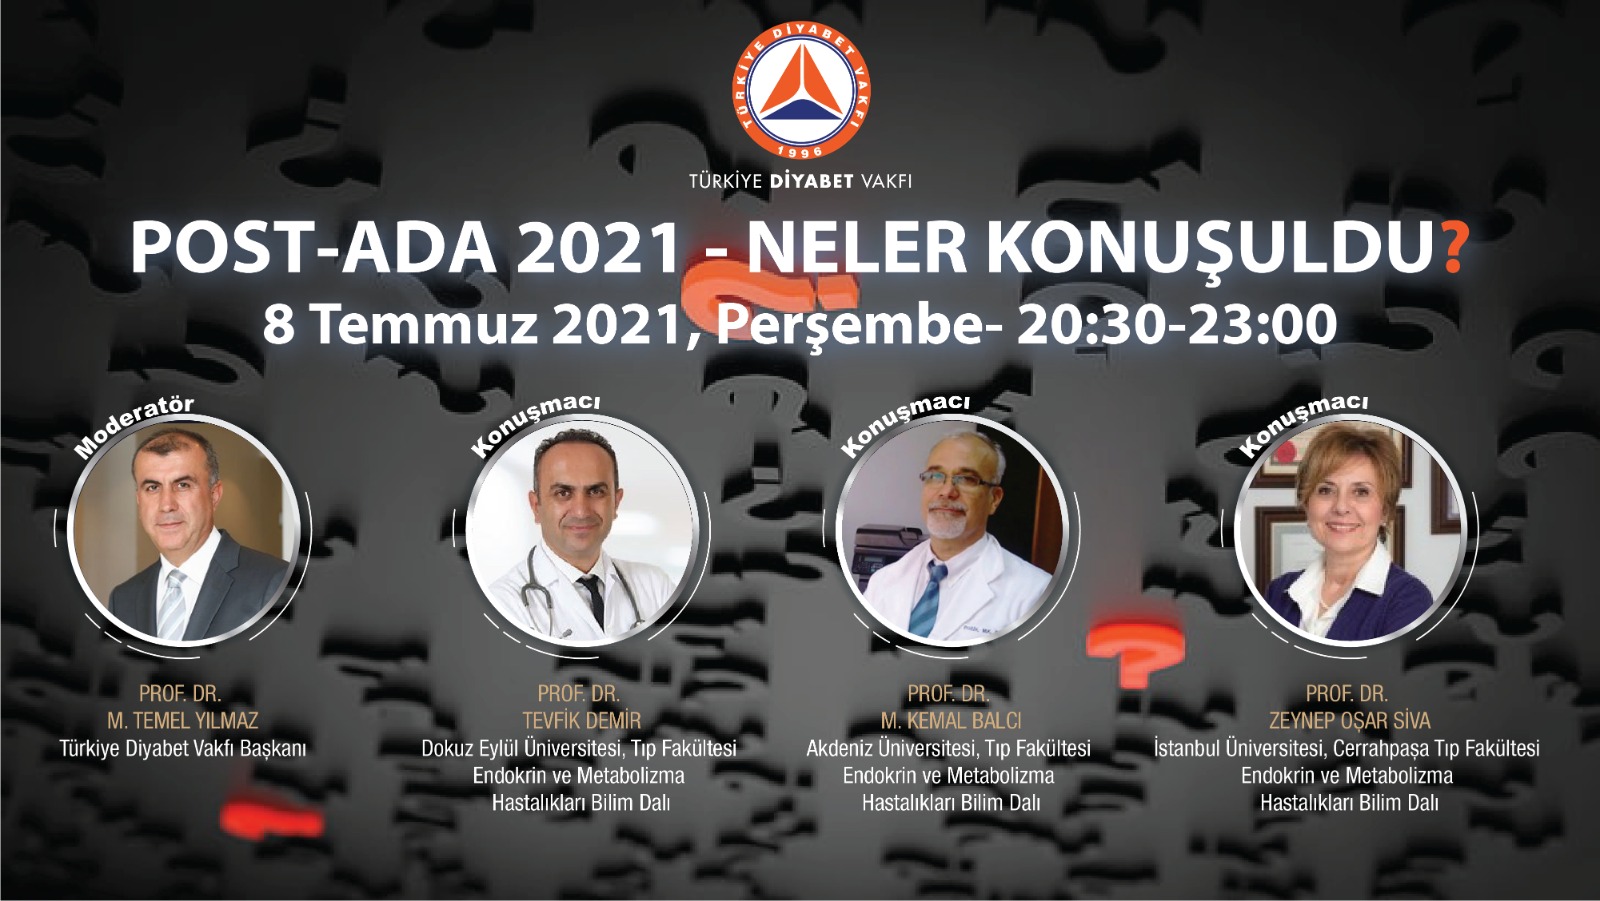 TÜRKİYE DİYABET VAKFI
1996
TÜRKİYE DİYABET VAKFI
POST-ADA 2021 - NELER KONUŞULDU?
8 Temmuz 2021, Perşembe- 20:30-23:00
Moderatör
PROF. DR.
M. TEMEL YILMAZ
Türkiye Diyabet Vakfı Başkanı
Konuşmacı
PROF. DR.
TEVFİK DEMİR
Dokuz Eylül Üniversitesi, Tıp Fakültesi
Endokrin ve Metabolizma
Hastalıkları Bilim Dalı
Konuşmacı
PROF. DR.
M. KEMAL BALCI
Akdeniz Üniversitesi, Tıp Fakültesi
Endokrin ve Metabolizma
Hastalıkları Bilim Dalı
Konuşmacı
PROF. DR.
ZEYNEP OŞAR SİVA
İstanbul Üniversitesi, Cerrahpaşa Tıp Fakültesi
Endokrin ve Metabolizma
Hastalıkları Bilim Dalı